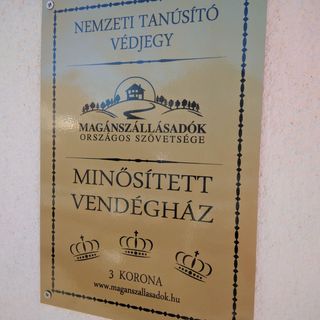 NEMZETI TANÚSÍTÓ
VÉDJEGY
MAGÁNSZÁLLÁSADÓK
ORSZÁGOS SZÖVETSÉGE
MINŐSÍTETT
VENDÉGHÁZ
3 KORONA
www.maganszallasadok.hu